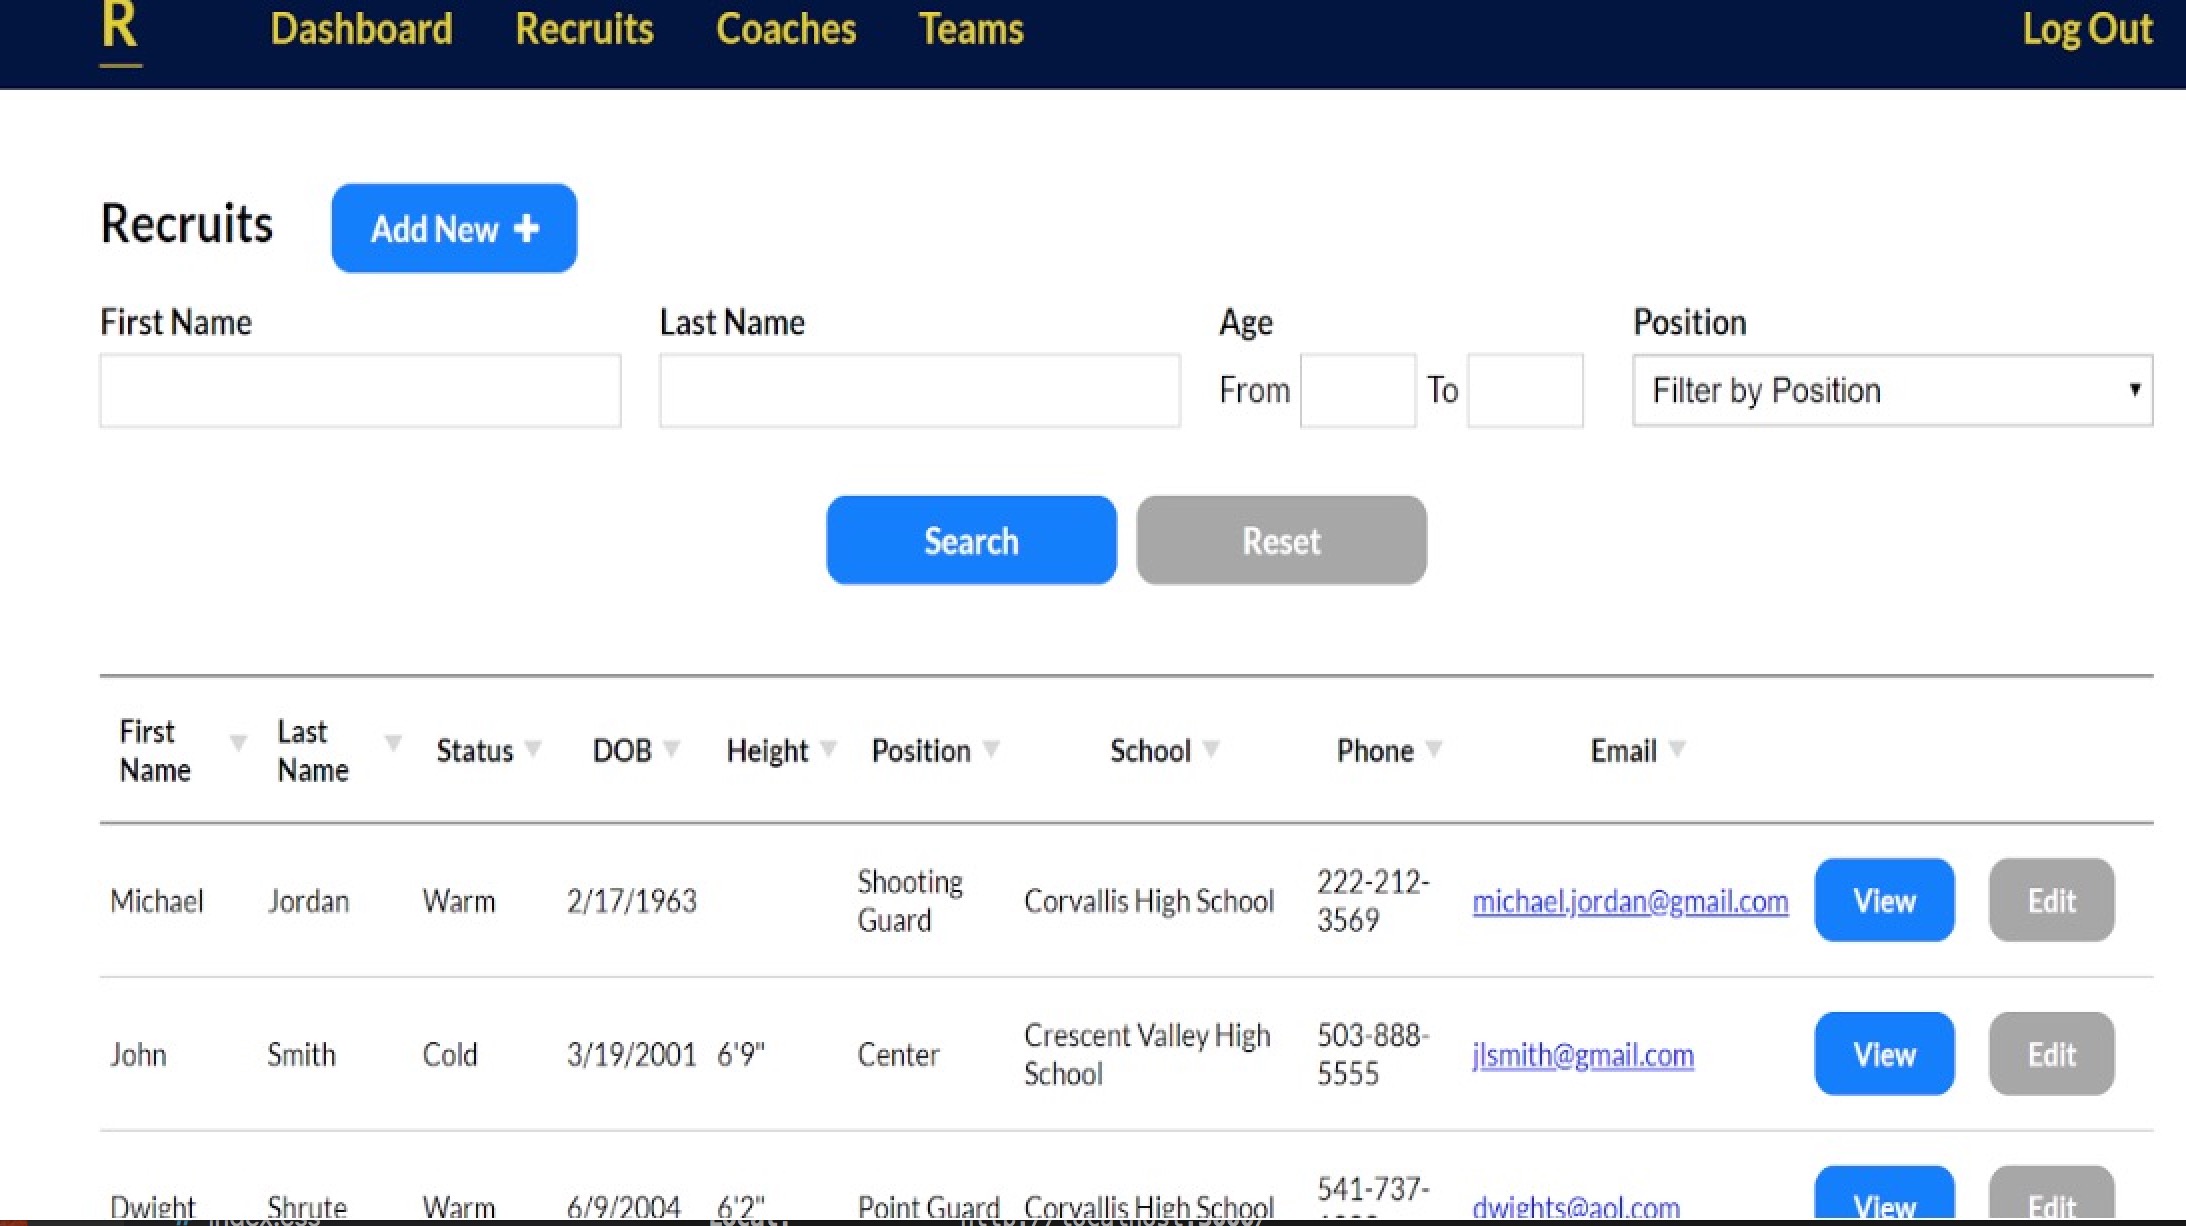 R Dashboard Recruits Coaches Teams Log Out
Recruits Add New +
First Name Last Name Age Position
From To Filter by Position
Search Reset
First Name Last Name Status DOB Height Position School Phone Email
Michael Jordan Warm 2/17/1963 Shooting Guard Corvallis High School 222-212-3569 michael.jordan@gmail.com View Edit
John Smith Cold 3/19/2001 6'9" Center Crescent Valley High School 503-888-5555 jlsmith@gmail.com View Edit
Dwight Shrute Warm 6/9/2004 6'2" Point Guard Corvallis High School 541-737- dwights@aol.com View Edit